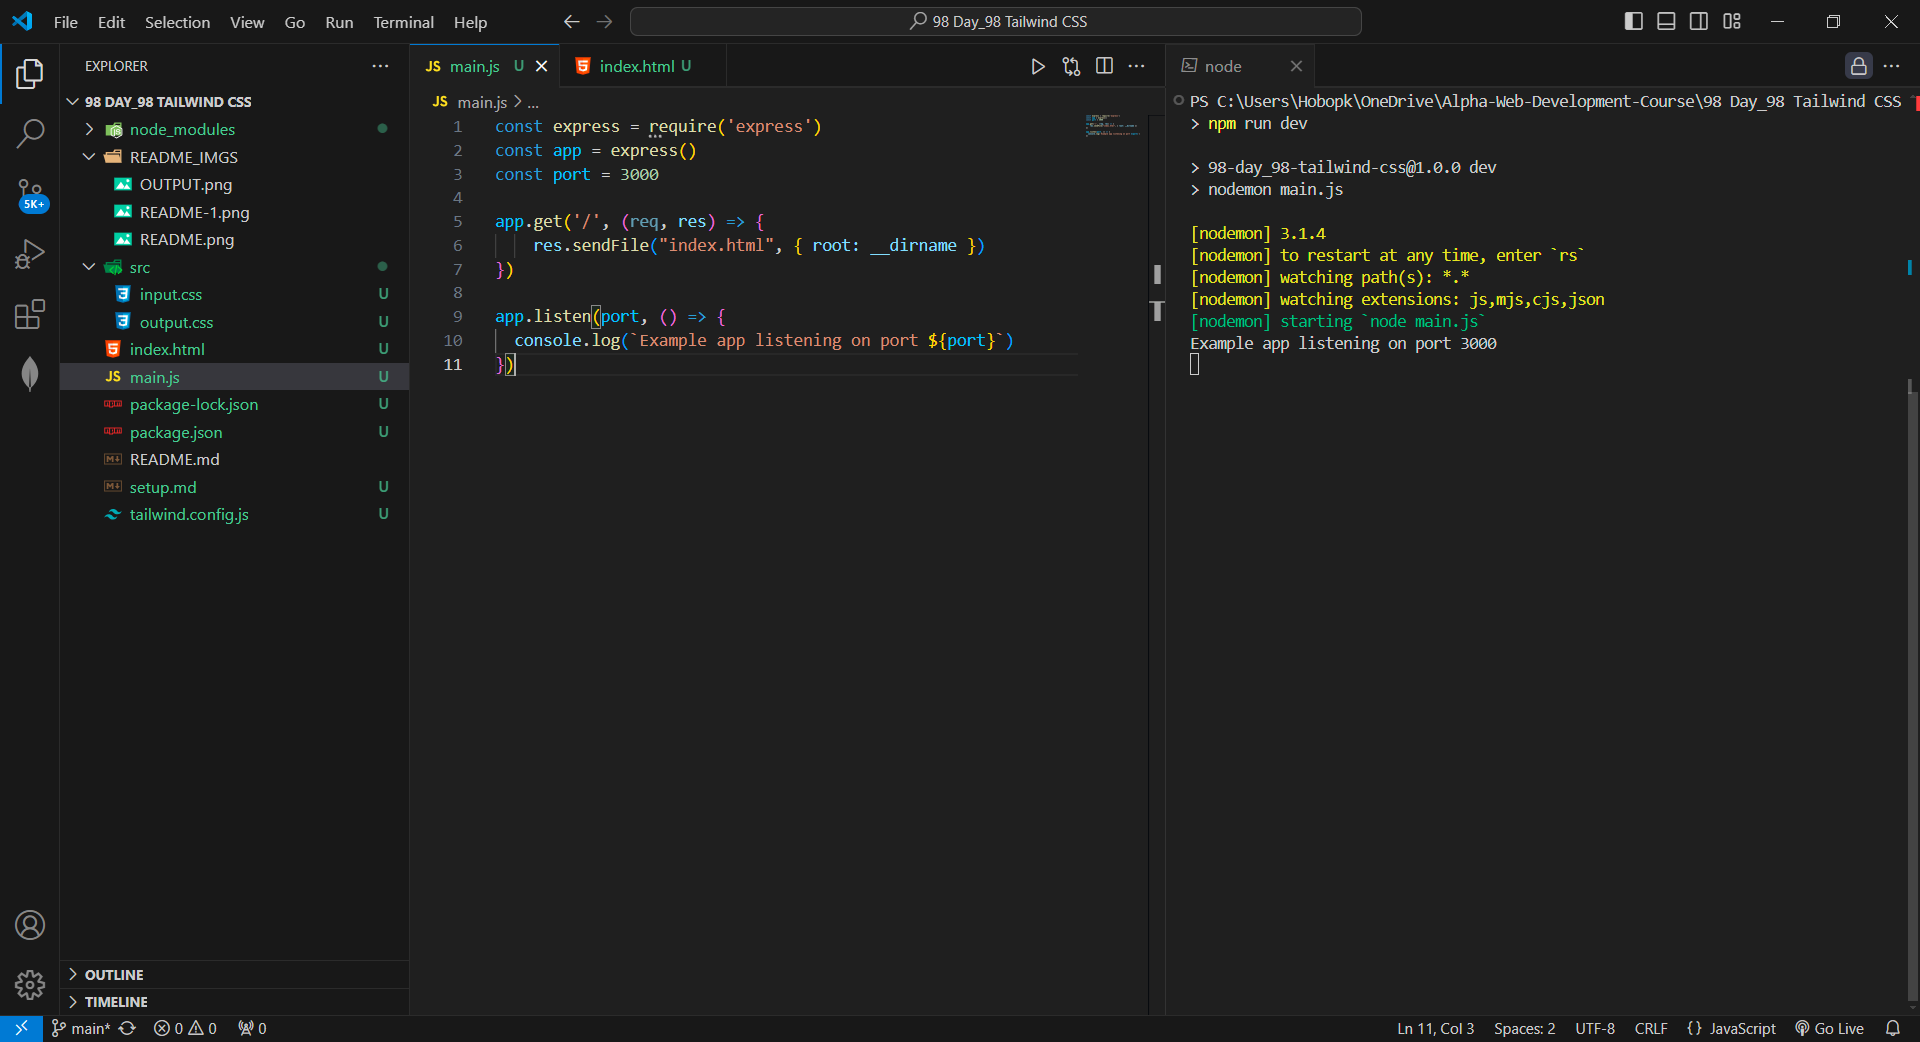 File Edit Selection View Go Run Terminal Help
98 Day_98 Tailwind CSS
EXPLORER
98 DAY_98 TAILWIND CSS
node_modules
README_IMGS
OUTPUT.png
README-1.png
README.png
src
input.css U
output.css U
index.html U
JS main.js U
package-lock.json U
package.json U
README.md
setup.md U
tailwind.config.js U
5K+
OUTLINE
TIMELINE
JS main.js U
index.html U
JS main.js > ...
1 const express = require('express')
2 const app = express()
3 const port = 3000
4
5 app.get('/', (req, res) => {
6 res.sendFile("index.html", { root: __dirname })
7 })
8
9 app.listen(port, () => {
10 console.log(`Example app listening on port ${port}`)
11 })
node
PS C:\Users\Hobopk\OneDrive\Alpha-Web-Development-Course\98 Day_98 Tailwind CSS
> npm run dev
> 98-day_98-tailwind-css@1.0.0 dev
> nodemon main.js
[nodemon] 3.1.4
[nodemon] to restart at any time, enter `rs`
[nodemon] watching path(s): *.*
[nodemon] watching extensions: js,mjs,cjs,json
[nodemon] starting `node main.js`
Example app listening on port 3000
main* 0 0 0
Ln 11, Col 3 Spaces: 2 UTF-8 CRLF {} JavaScript Go Live